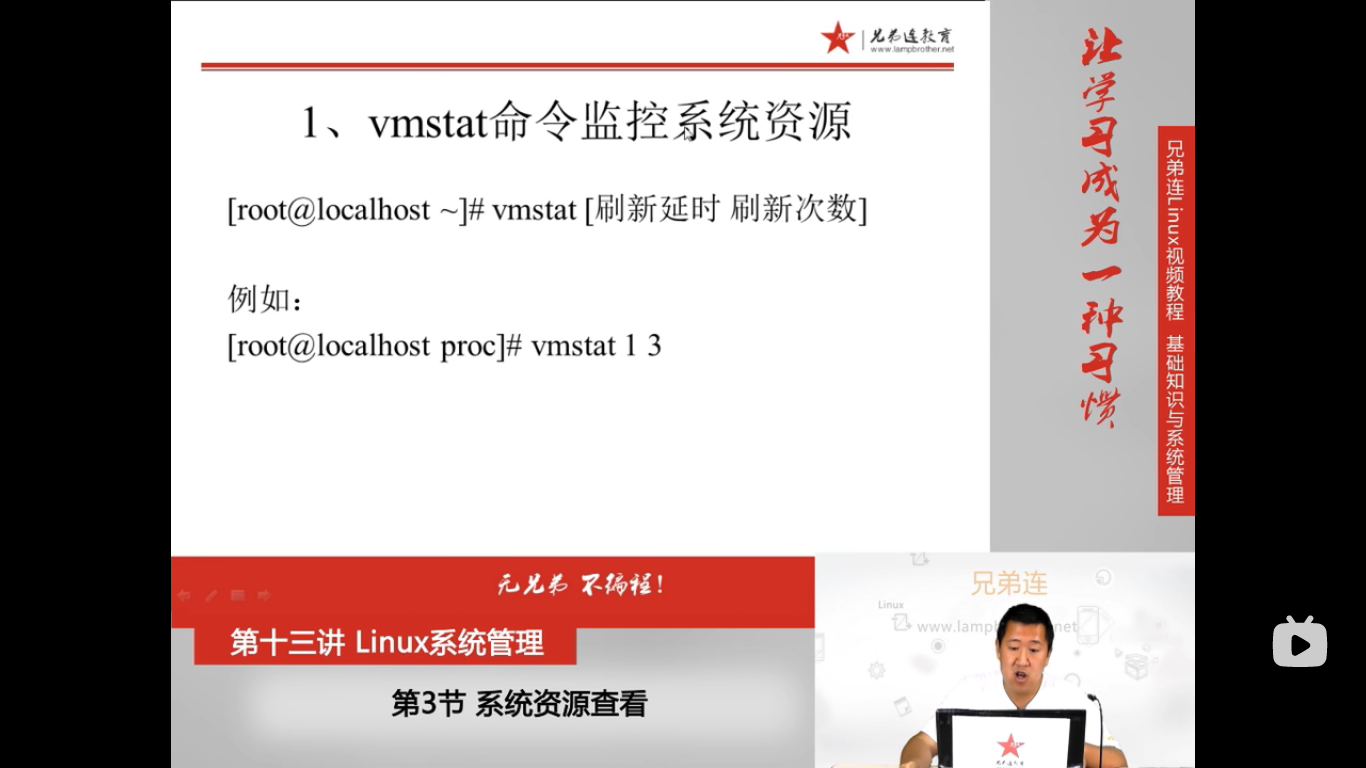 兄弟连教育
www.lampbrother.net
1、vmstat命令监控系统资源
[root@localhost ~]# vmstat [刷新延时 刷新次数]
例如：
[root@localhost proc]# vmstat 1 3
让学习成为一种习惯
兄弟连Linux视频教程 基础知识与系统管理
无兄弟 不编程！
第十三讲 Linux系统管理
第3节 系统资源查看
兄弟连
Linux
兄弟连教育